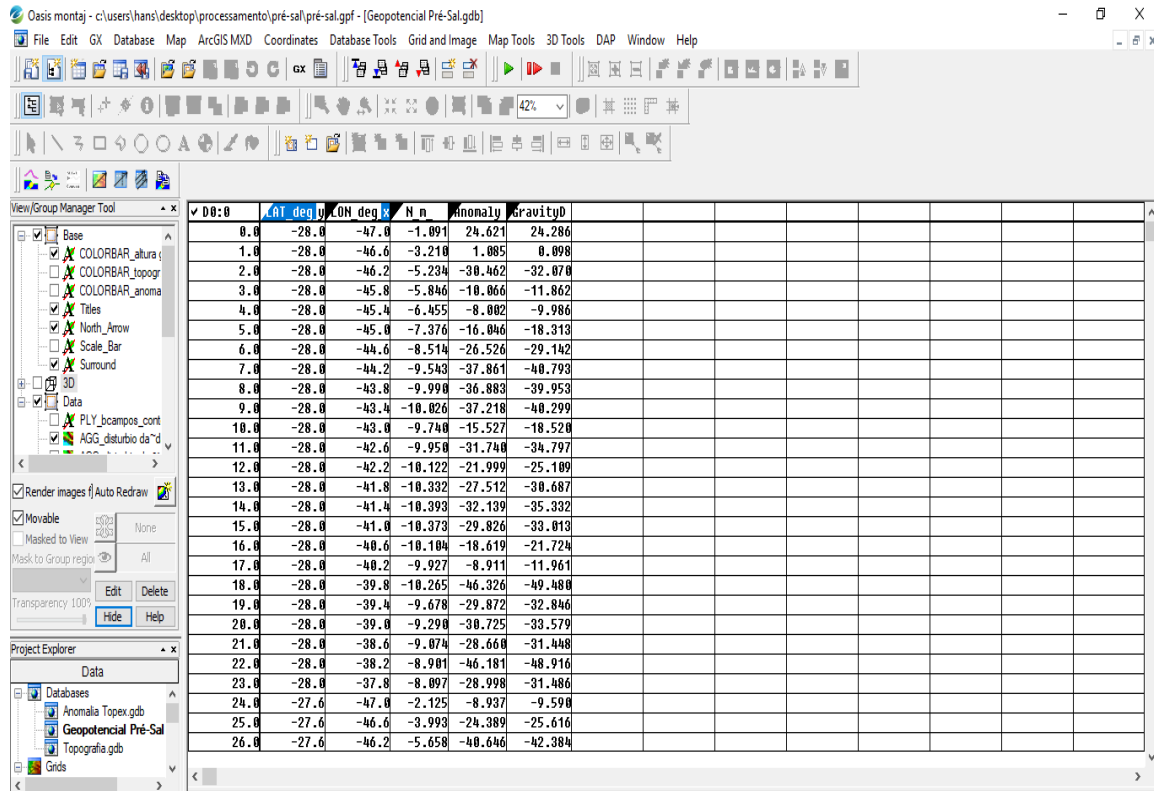 Oasis montaj - c:\users\hans\desktop\processamento\pré-sal\pré-sal.gpf - [Geopotencial Pré-Sal.gdb]
File Edit GX Database Map ArcGIS MXD Coordinates Database Tools Grid and Image Map Tools 3D Tools DAP Window Help
GX
42%
View/Group Manager Tool
Base
COLORBAR_altura
COLORBAR_topogr
COLORBAR_anoma
Titles
North_Arrow
Scale_Bar
Surround
3D
Data
PLY_bcampos_cont
AGG_disturbio da~d
Render images f Auto Redraw
Movable
Masked to View
None
Mask to Group regio
All
Transparency 100%
Edit Delete
Hide Help
Project Explorer
Data
Databases
Anomalia Topex.gdb
Geopotencial Pré-Sal
Topografia.gdb
Grids
D0:0 LAT_deg y LON_deg x N_m_ Anomaly GravityD
0.0 -28.0 -47.0 -1.091 24.621 24.286
1.0 -28.0 -46.6 -3.210 1.085 0.098
2.0 -28.0 -46.2 -5.234 -30.462 -32.070
3.0 -28.0 -45.8 -5.846 -10.066 -11.862
4.0 -28.0 -45.4 -6.455 -8.002 -9.986
5.0 -28.0 -45.0 -7.376 -16.046 -18.313
6.0 -28.0 -44.6 -8.514 -26.526 -29.142
7.0 -28.0 -44.2 -9.543 -37.861 -40.793
8.0 -28.0 -43.8 -9.990 -36.883 -39.953
9.0 -28.0 -43.4 -10.026 -37.218 -40.299
10.0 -28.0 -43.0 -9.740 -15.527 -18.520
11.0 -28.0 -42.6 -9.950 -31.740 -34.797
12.0 -28.0 -42.2 -10.122 -21.999 -25.109
13.0 -28.0 -41.8 -10.332 -27.512 -30.687
14.0 -28.0 -41.4 -10.393 -32.139 -35.332
15.0 -28.0 -41.0 -10.373 -29.826 -33.013
16.0 -28.0 -40.6 -10.104 -18.619 -21.724
17.0 -28.0 -40.2 -9.927 -8.911 -11.961
18.0 -28.0 -39.8 -10.265 -46.326 -49.480
19.0 -28.0 -39.4 -9.678 -29.872 -32.846
20.0 -28.0 -39.0 -9.290 -30.725 -33.579
21.0 -28.0 -38.6 -9.074 -28.660 -31.448
22.0 -28.0 -38.2 -8.901 -46.181 -48.916
23.0 -28.0 -37.8 -8.097 -28.998 -31.486
24.0 -27.6 -47.0 -2.125 -8.937 -9.590
25.0 -27.6 -46.6 -3.993 -24.389 -25.616
26.0 -27.6 -46.2 -5.658 -40.646 -42.384